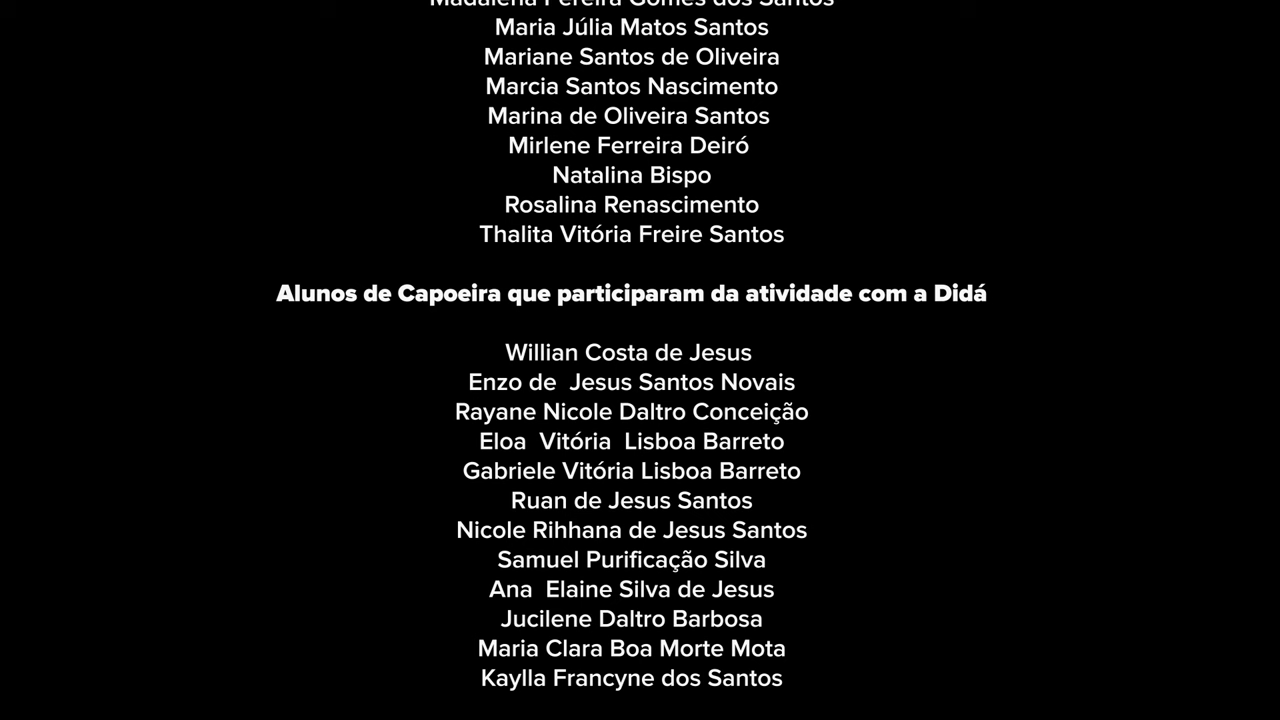 Madalena Pereira Gomes dos Santos
Maria Júlia Matos Santos
Mariane Santos de Oliveira
Marcia Santos Nascimento
Marina de Oliveira Santos
Mirlene Ferreira Deiró
Natalina Bispo
Rosalina Renascimento
Thalita Vitória Freire Santos
Alunos de Capoeira que participaram da atividade com a Didá
Willian Costa de Jesus
Enzo de  Jesus Santos Novais
Rayane Nicole Daltro Conceição
Eloa  Vitória  Lisboa Barreto
Gabriele Vitória Lisboa Barreto
Ruan de Jesus Santos
Nicole Rihhana de Jesus Santos
Samuel Purificação Silva
Ana  Elaine Silva de Jesus
Jucilene Daltro Barbosa
Maria Clara Boa Morte Mota
Kaylla Francyne dos Santos